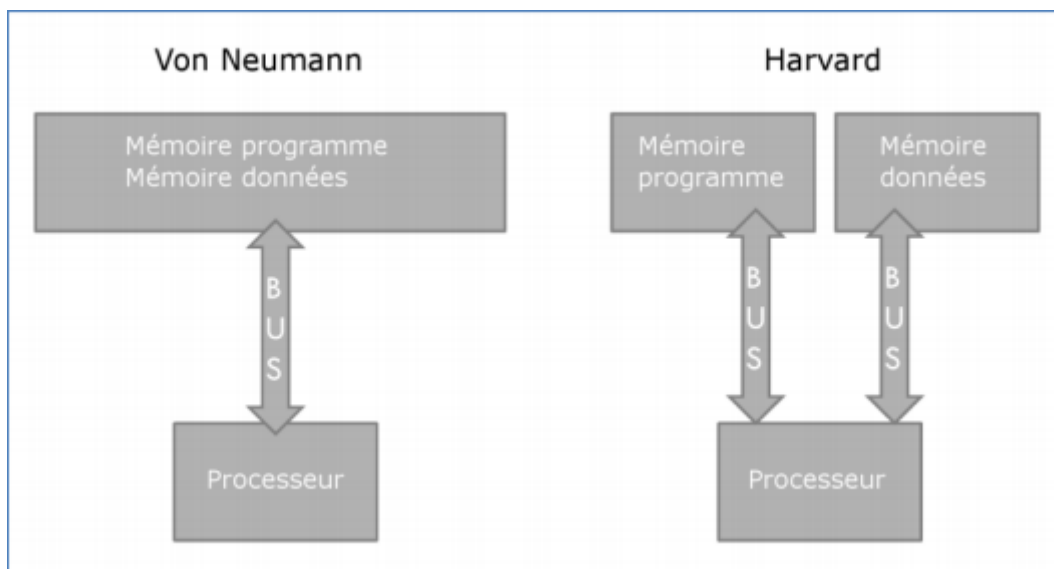 Von Neumann
Mémoire programme
Mémoire données
B
U
S
Processeur
Harvard
Mémoire
programme
Mémoire
données
B
U
S
B
U
S
Processeur